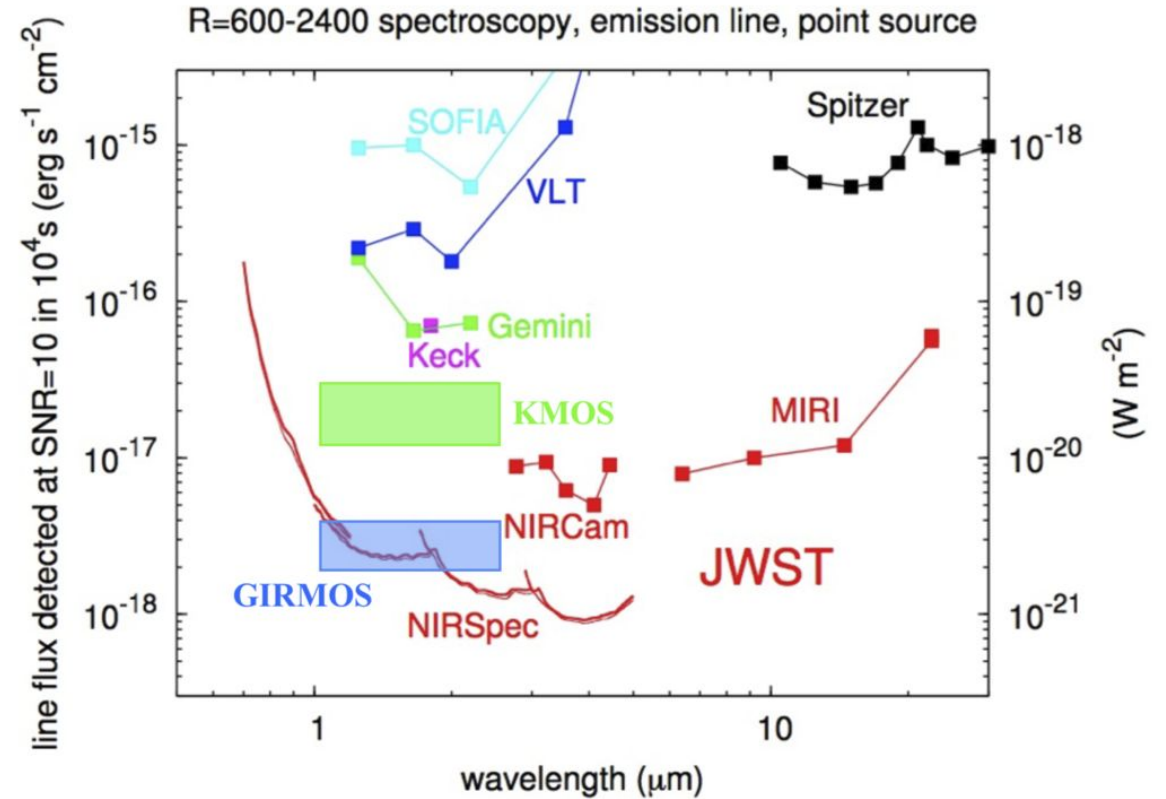 R=600-2400 spectroscopy, emission line, point source
line flux detected at SNR=10 in 10⁴s (erg s⁻¹ cm⁻²)
10⁻¹⁵
10⁻¹⁶
10⁻¹⁷
10⁻¹⁸
SOFIA
VLT
Spitzer
Gemini
Keck
KMOS
MIRI
NIRCam
JWST
GIRMOS
NIRSpec
10⁻¹⁸
10⁻¹⁹
10⁻²⁰
10⁻²¹
(W m⁻²)
1
10
wavelength (μm)